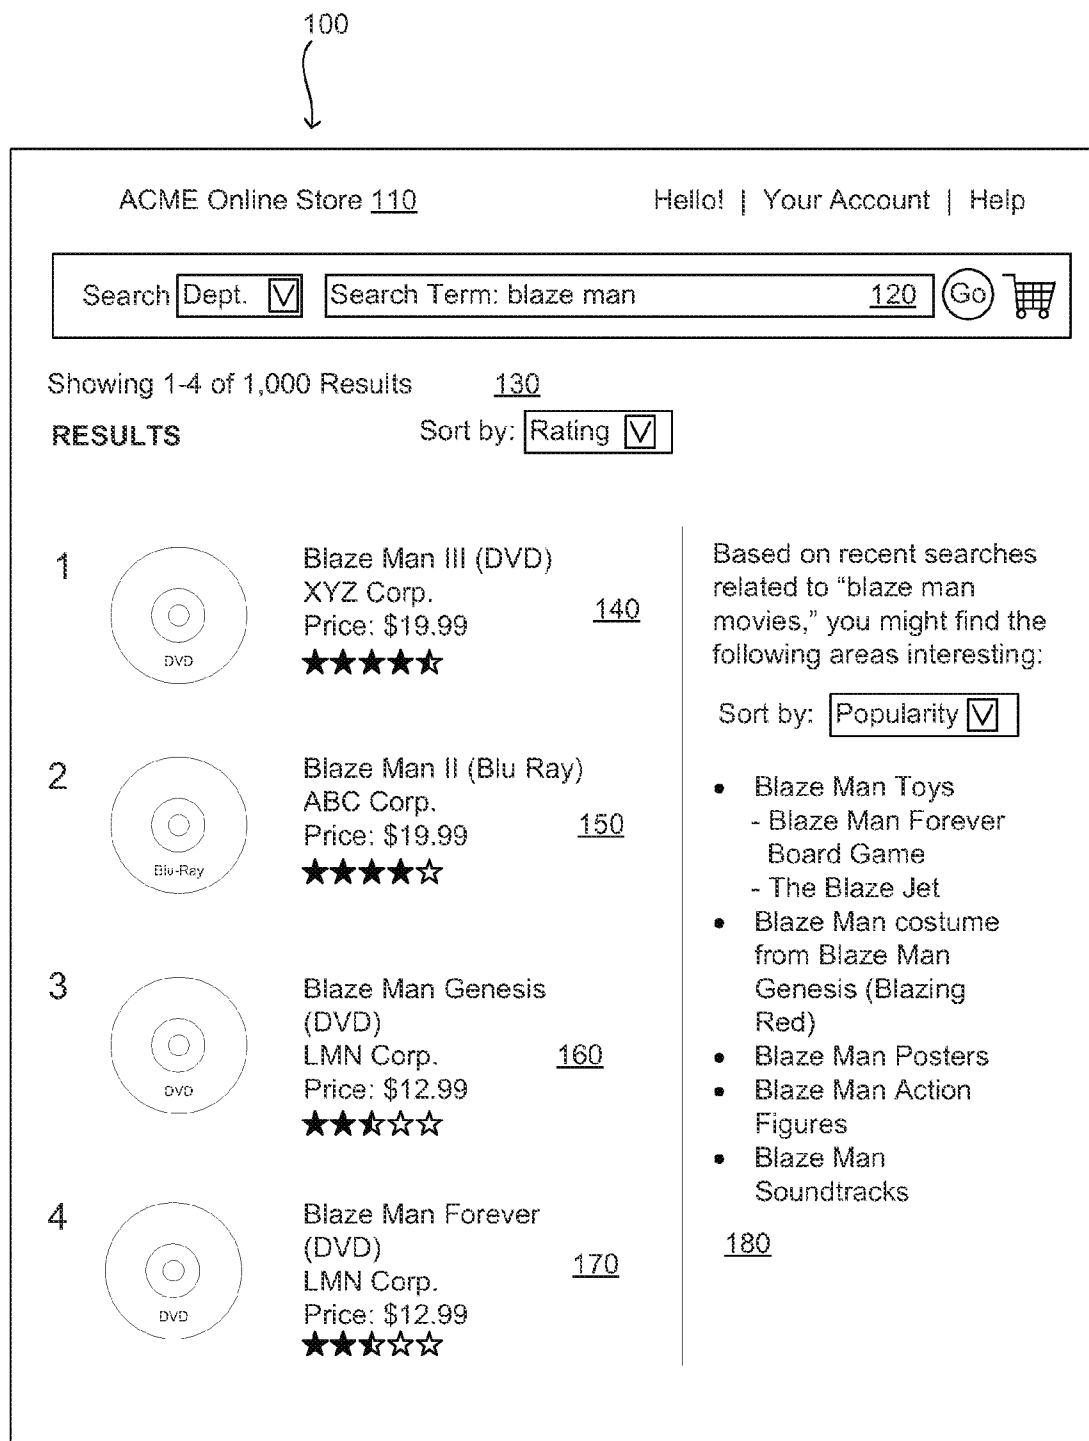 100
ACME Online Store 110
Hello! | Your Account | Help
Search Dept. V Search Term: blaze man 120 Go
Showing 1-4 of 1,000 Results 130
RESULTS
Sort by: Rating V
1
DVD
Blaze Man III (DVD)
XYZ Corp.
Price: $19.99
140
2
Blu-Ray
Blaze Man II (Blu Ray)
ABC Corp.
Price: $19.99
150
3
DVD
Blaze Man Genesis
(DVD)
LMN Corp.
Price: $12.99
160
4
DVD
Blaze Man Forever
(DVD)
LMN Corp.
Price: $12.99
170
Based on recent searches
related to “blaze man
movies,” you might find the
following areas interesting:
Sort by: Popularity V
• Blaze Man Toys
- Blaze Man Forever
Board Game
- The Blaze Jet
• Blaze Man costume
from Blaze Man
Genesis (Blazing
Red)
• Blaze Man Posters
• Blaze Man Action
Figures
• Blaze Man
Soundtracks
180